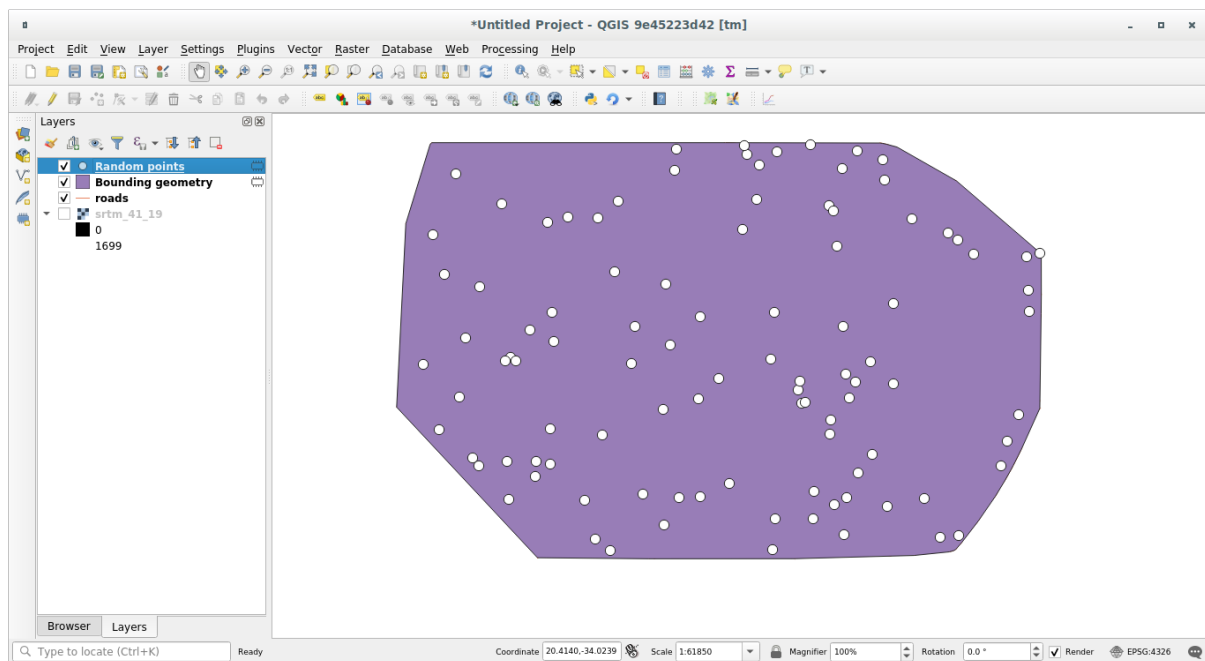 *Untitled Project - QGIS 9e45223d42 [tm]
Project Edit View Layer Settings Plugins Vector Raster Database Web Processing Help
Layers
Random points
Bounding geometry
roads
srtm_41_19
0
1699
Browser Layers
Type to locate (Ctrl+K) Ready Coordinate 20.4140,-34.0239 Scale 1:61850 Magnifier 100% Rotation 0.0 ° Render EPSG:4326